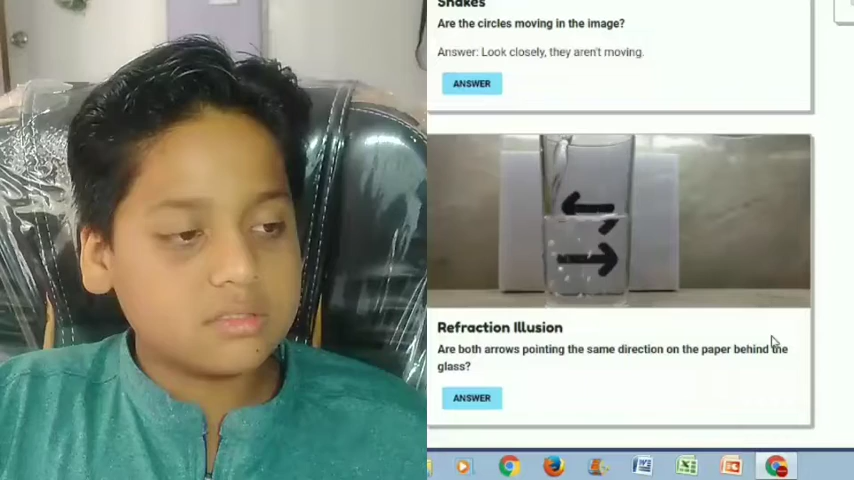 Snakes
Are the circles moving in the image?
Answer: Look closely, they aren't moving.
ANSWER
Refraction Illusion
Are both arrows pointing the same direction on the paper behind the
glass?
ANSWER